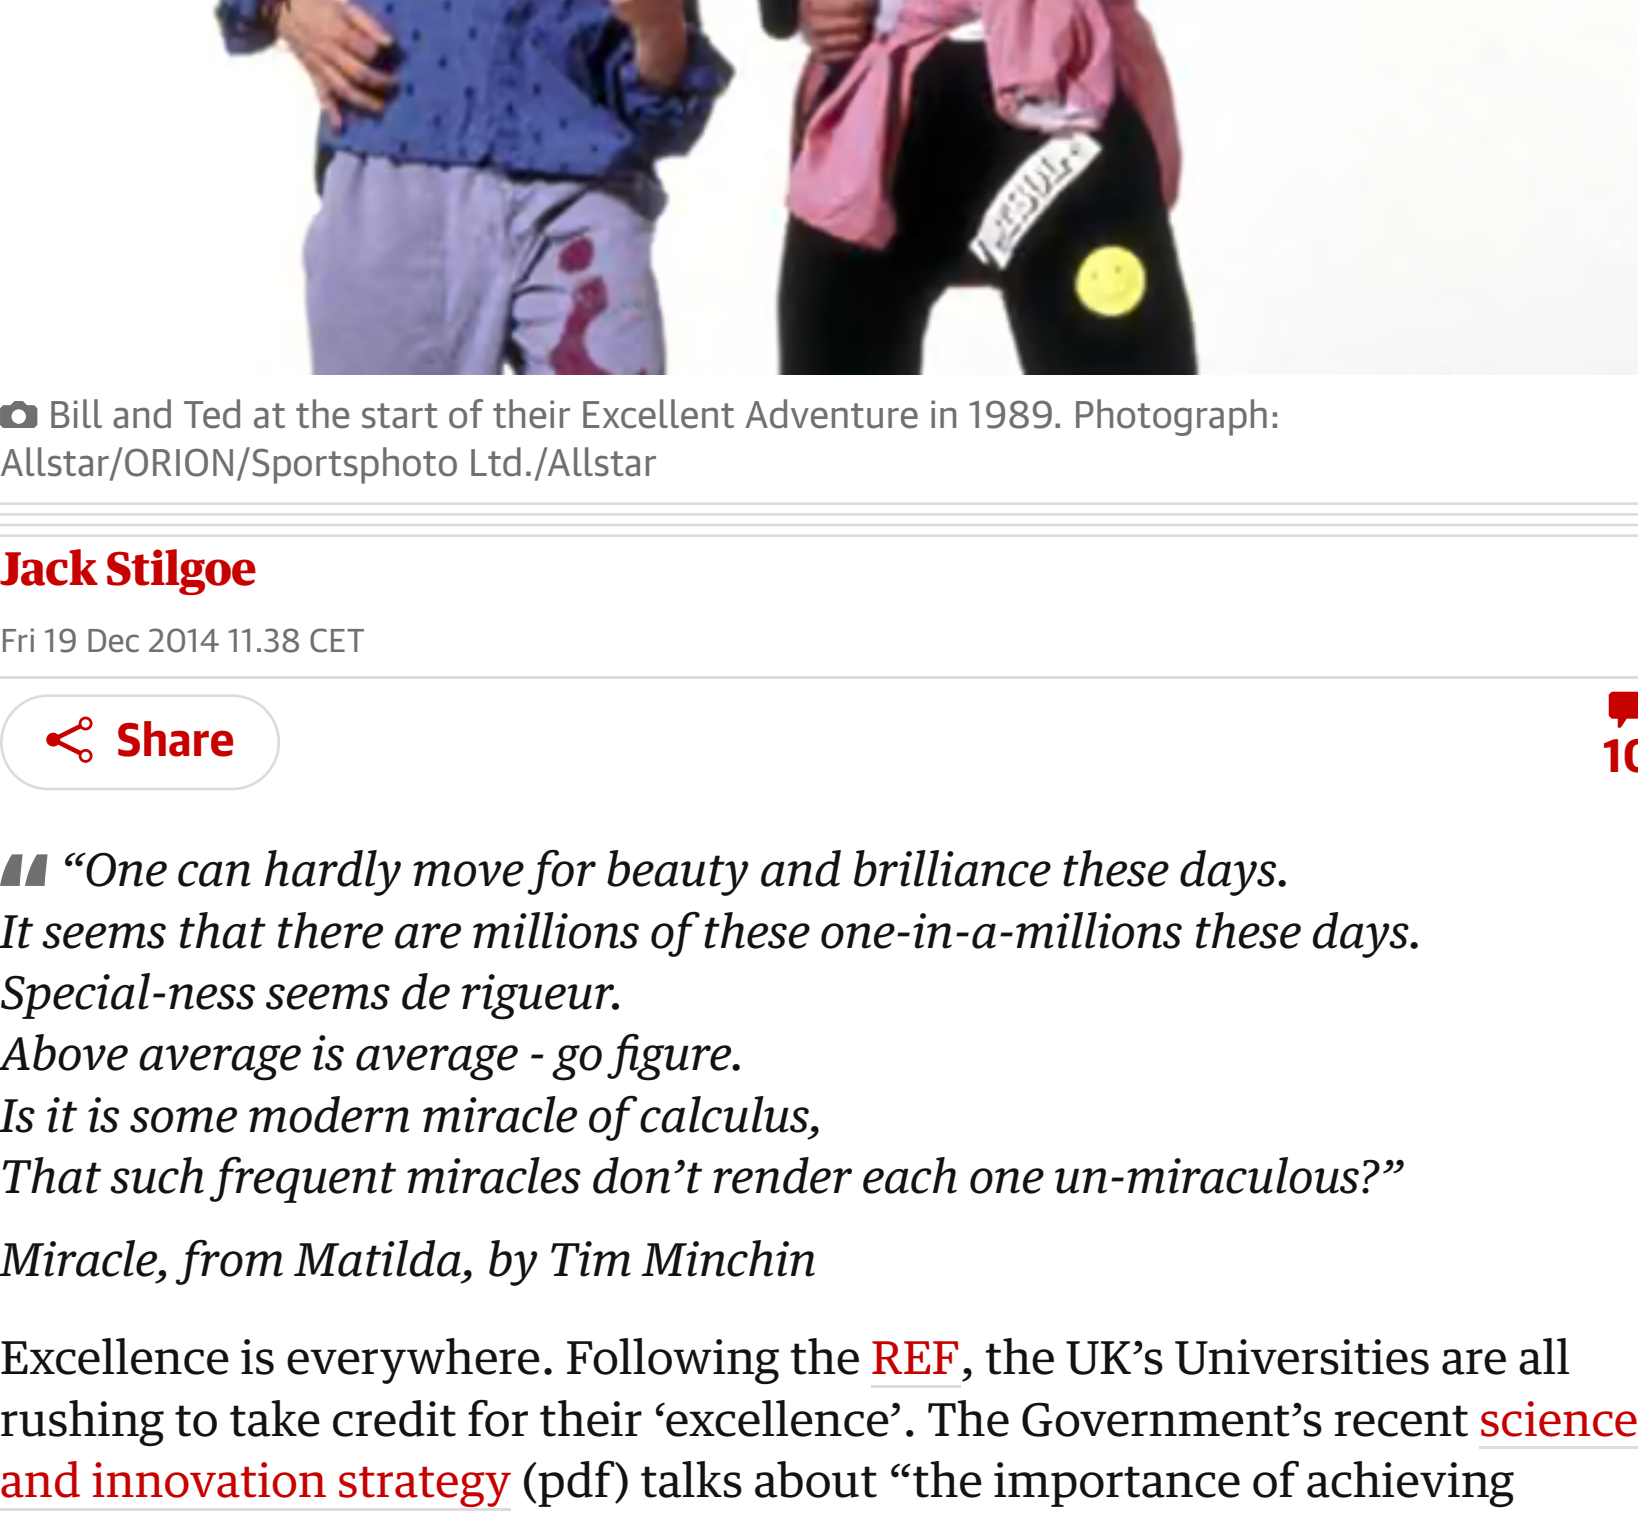 Bill and Ted at the start of their Excellent Adventure in 1989. Photograph:
Allstar/ORION/Sportsphoto Ltd./Allstar
Jack Stilgoe
Fri 19 Dec 2014 11.38 CET
Share
“One can hardly move for beauty and brilliance these days.
It seems that there are millions of these one-in-a-millions these days.
Special-ness seems de rigueur.
Above average is average - go figure.
Is it is some modern miracle of calculus,
That such frequent miracles don’t render each one un-miraculous?”
Miracle, from Matilda, by Tim Minchin
Excellence is everywhere. Following the REF, the UK’s Universities are all
rushing to take credit for their ‘excellence’. The Government’s recent science
and innovation strategy (pdf) talks about “the importance of achieving